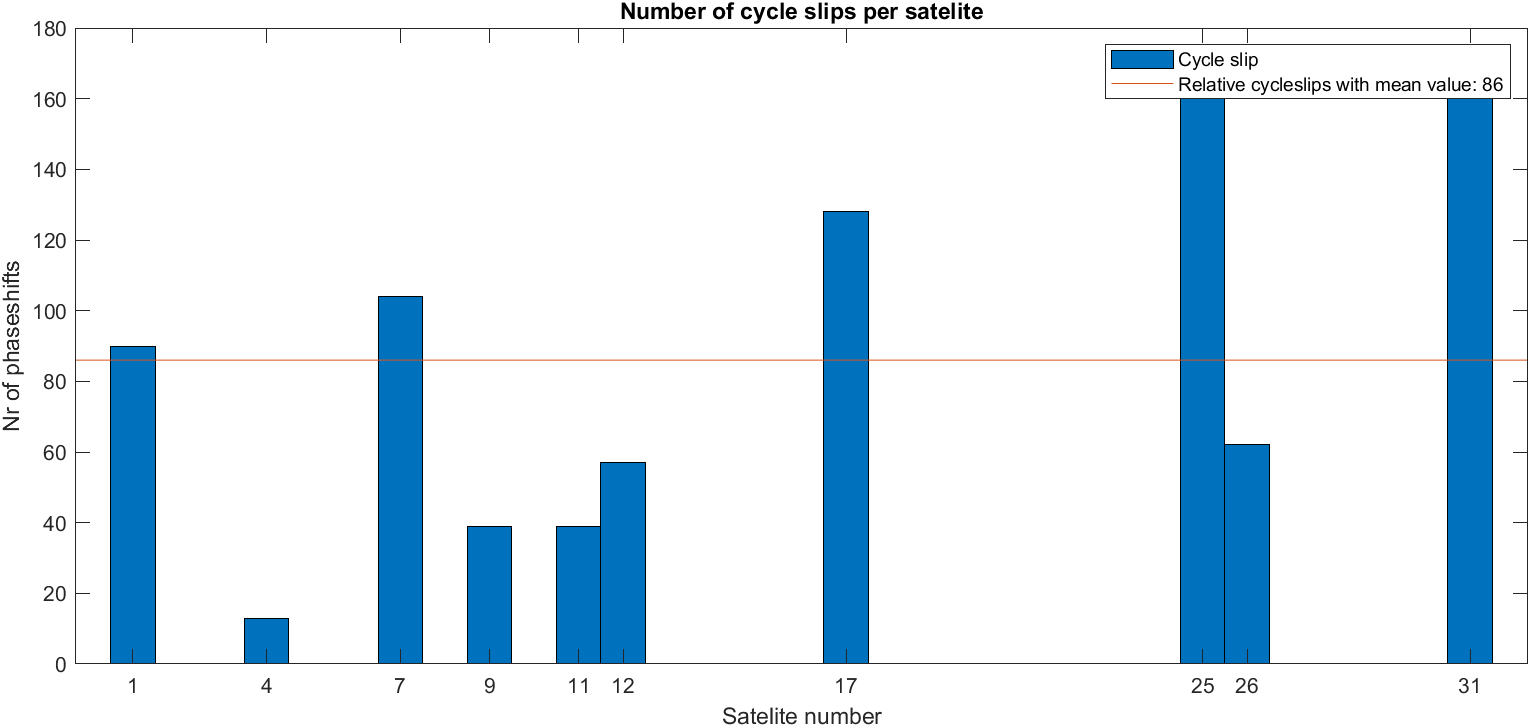 Number of cycle slips per satelite
Cycle slip
Relative cycleslips with mean value: 86
Nr of phaseshifts
180
160
140
120
100
80
60
40
20
0
1 4 7 9 11 12 17 25 26 31
Satelite number